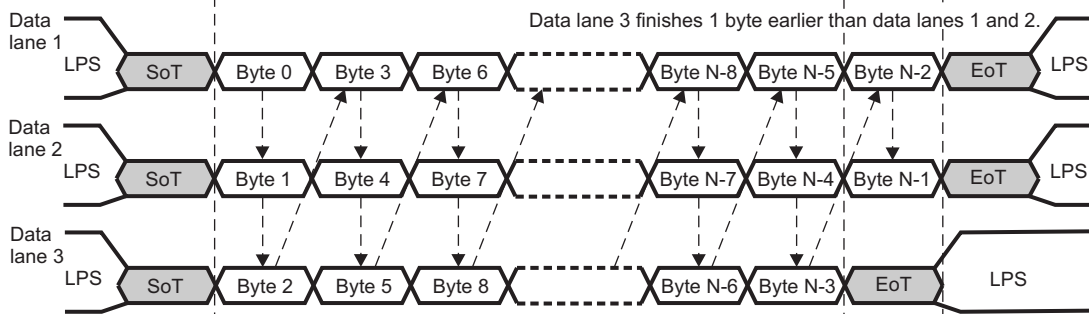 Data
lane 1
Data lane 3 finishes 1 byte earlier than data lanes 1 and 2.
LPS
SoT
Byte 0
Byte 3
Byte 6
Byte N-8
Byte N-5
Byte N-2
EoT
LPS
Data
lane 2
LPS
SoT
Byte 1
Byte 4
Byte 7
Byte N-7
Byte N-4
Byte N-1
EoT
LPS
Data
lane 3
LPS
SoT
Byte 2
Byte 5
Byte 8
Byte N-6
Byte N-3
EoT
LPS